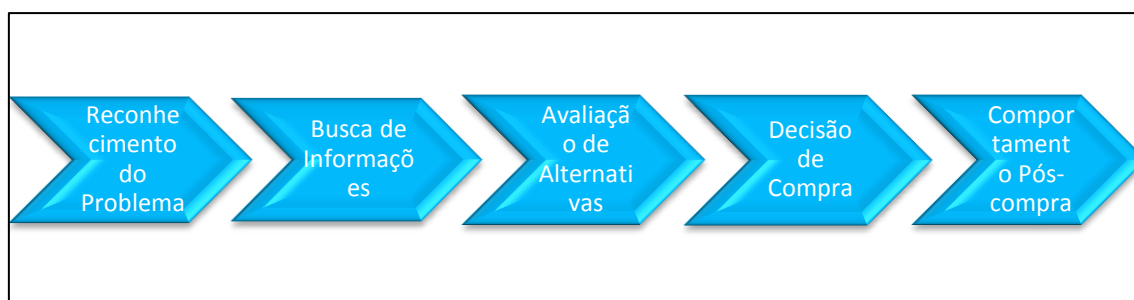 Reconhe
cimento
do
Problema
Busca de
Informaçõ
es
Avaliaçã
o de
Alternati
vas
Decisão
de
Compra
Compor
tament
o Pós-
compra